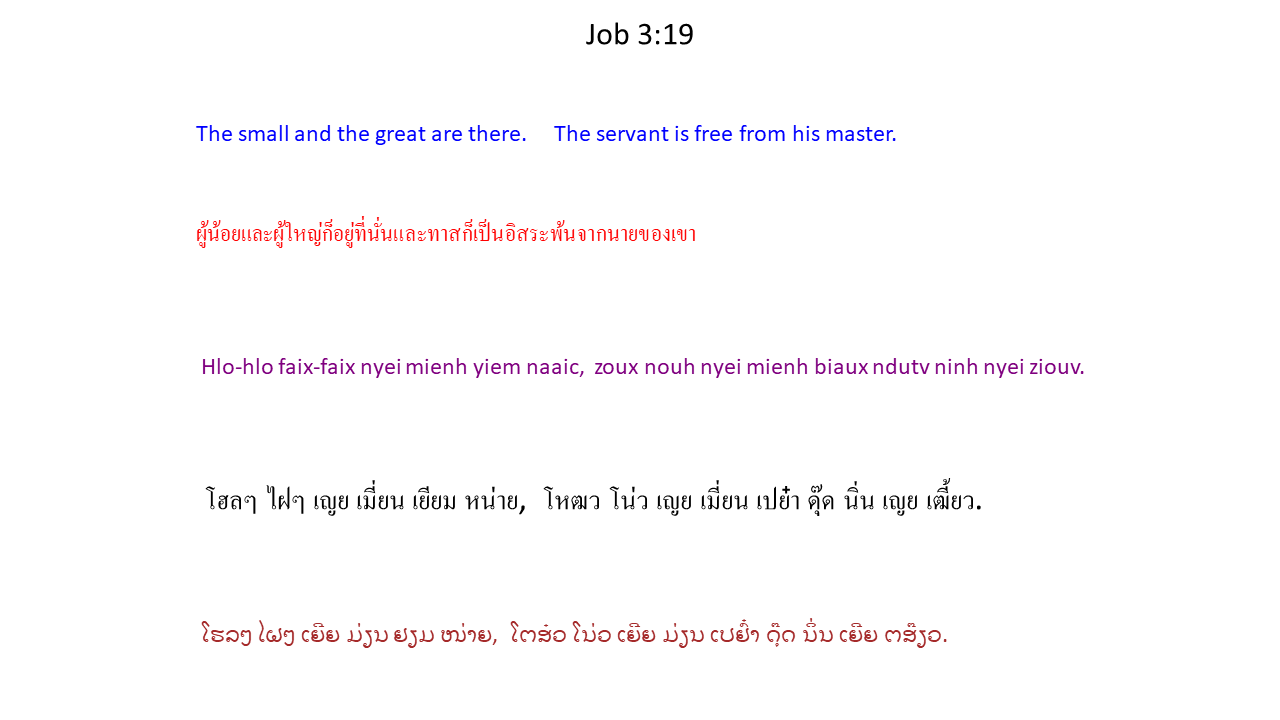 Job 3:19
The small and the great are there. The servant is free from his master.
ผู้น้อยและผู้ใหญ่ก็อยู่ที่นั่นและทาสก็เป็นอิสระพ้นจากนายของเขา
Hlo-hlo faix-faix nyei mienh yiem naaic, zoux nouh nyei mienh biaux ndutv ninh nyei ziouv.
โฮลๆ ไฝๆ เญย เมี่ยน เยียม หน่าย, โหฒว โน่ว เญย เมี่ยน เปย๋า ดุ๊ด นิ่น เญย เฒี้ยว.
ໂຮລໆ ໄຝໆ ເຍີຍ ມ່ຽນ ຢຽມ ໜ່າຍ, ໂຕສ໋ວ ໂນ່ວ ເຍີຍ ມ່ຽນ ເປຢົ໋າ ດຸ໊ດ ນິ່ນ ເຍີຍ ຕສ໊ຽວ.